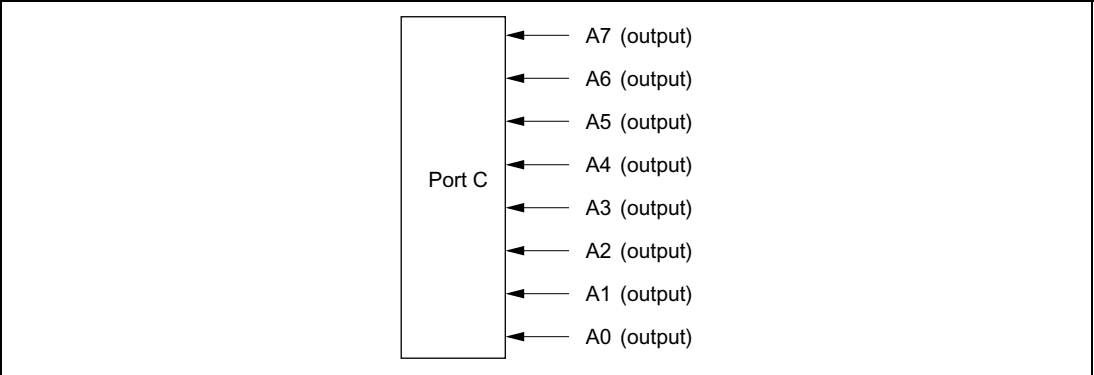 A7 (output)
A6 (output)
A5 (output)
A4 (output)
Port C
A3 (output)
A2 (output)
A1 (output)
A0 (output)